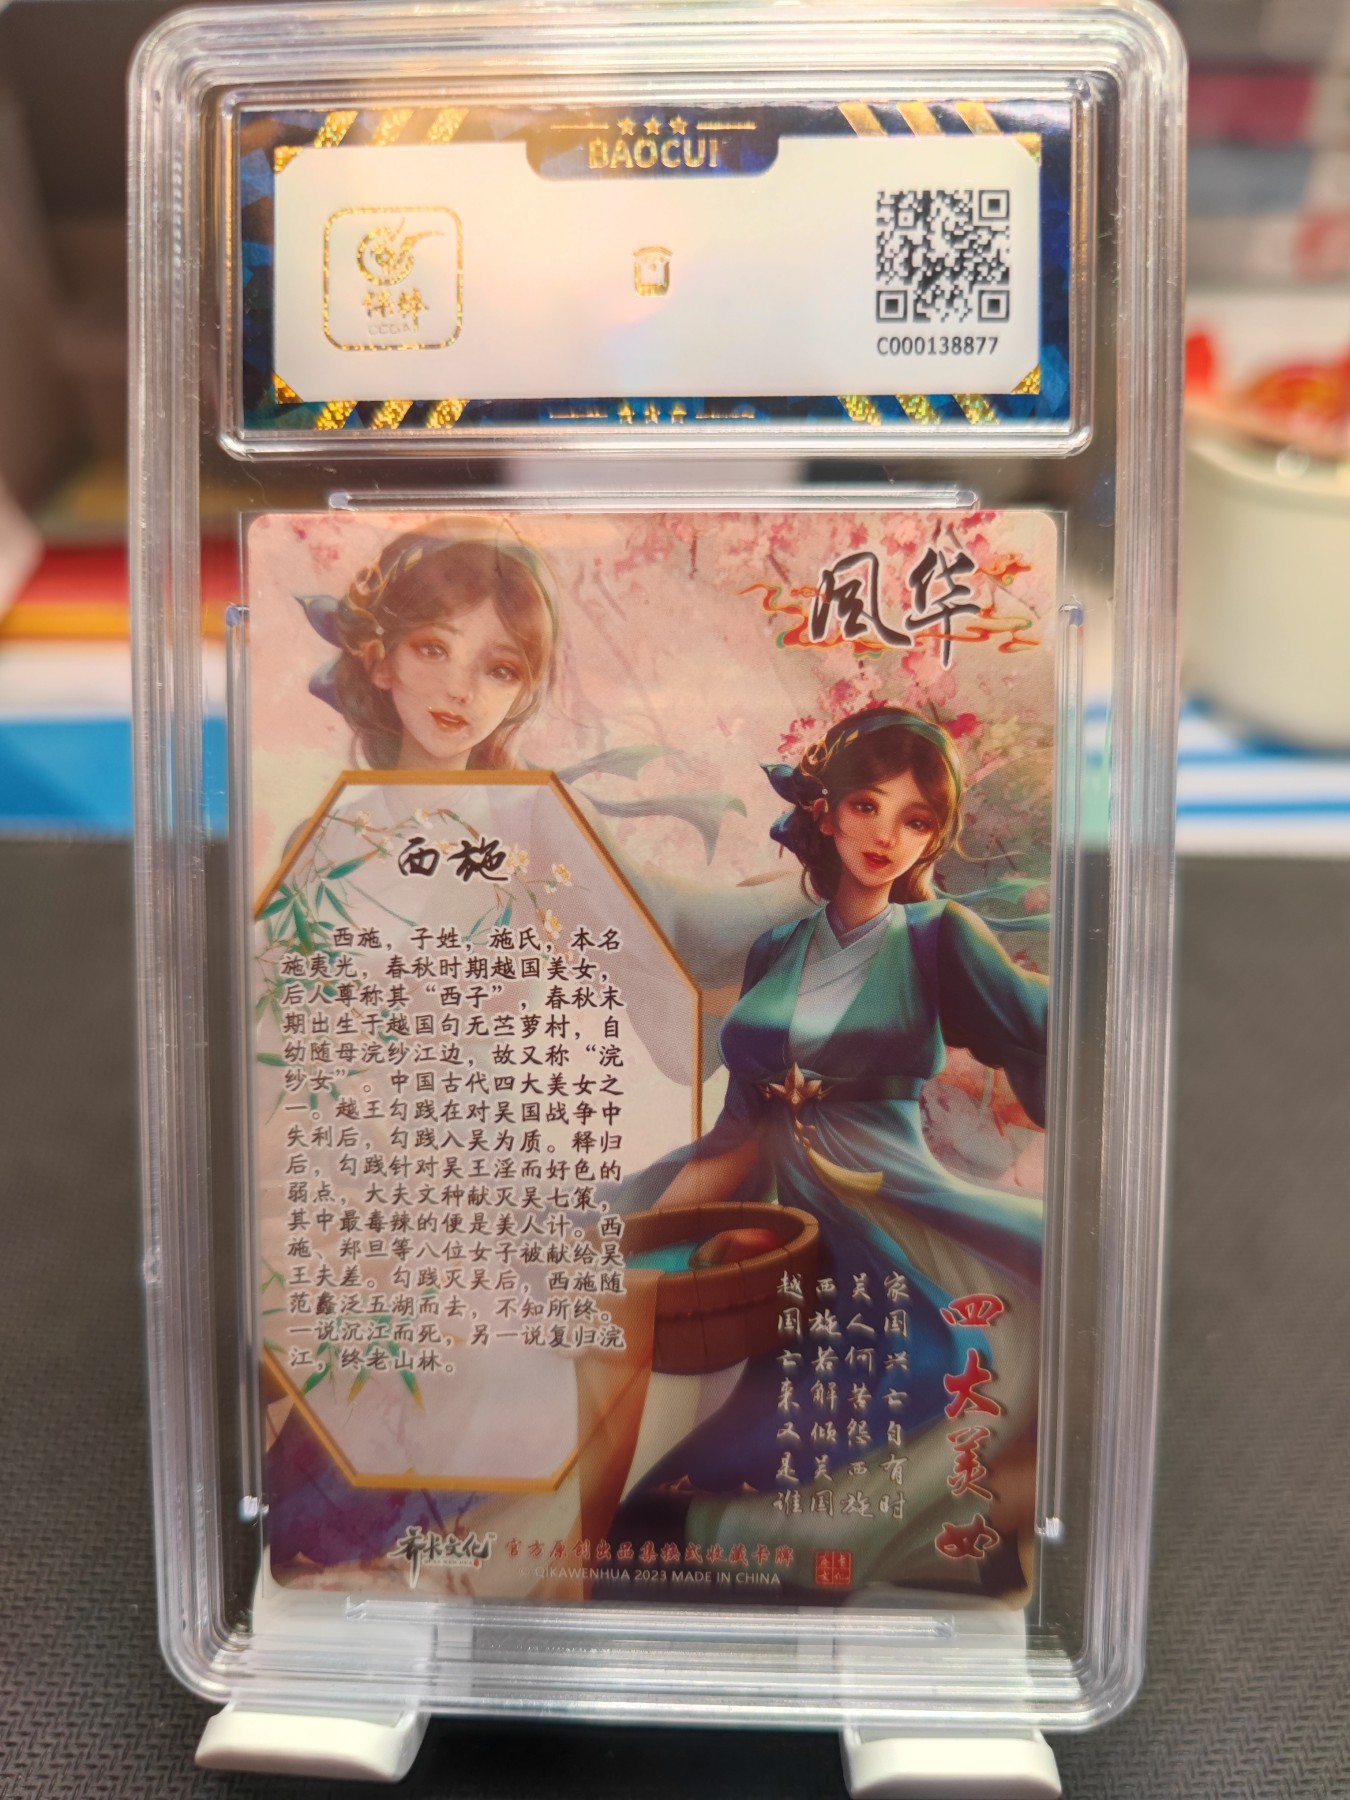 BAOCUI
保粹
C000138877
风华
西施
西施，子姓，施氏，本名
施夷光，春秋时期越国美女，
后人尊称其“西子”，春秋末
期出生于越国句无苎萝村，自
幼随母浣纱江边，故又称“浣
纱女”。中国古代四大美女之
一。越王勾践在对吴国战争中
失利后，勾践入吴为质。释归
后，勾践针对吴王淫而好色的
弱点，大夫文种献灭吴七策，
其中最毒辣的便是美人计。西
施、郑旦等八位女子被献给吴
王夫差。勾践灭吴后，西施随
范蠡泛五湖而去，不知所终。
一说沉江而死，另一说复归浣
江，终老山林。
家国兴亡自有时
吴人何苦怨西施
西施若解倾吴国
越国亡来又是谁
四大美女
卡文化
官方原创出品集换式收藏卡牌
© QIKAWENHUA 2023 MADE IN CHINA